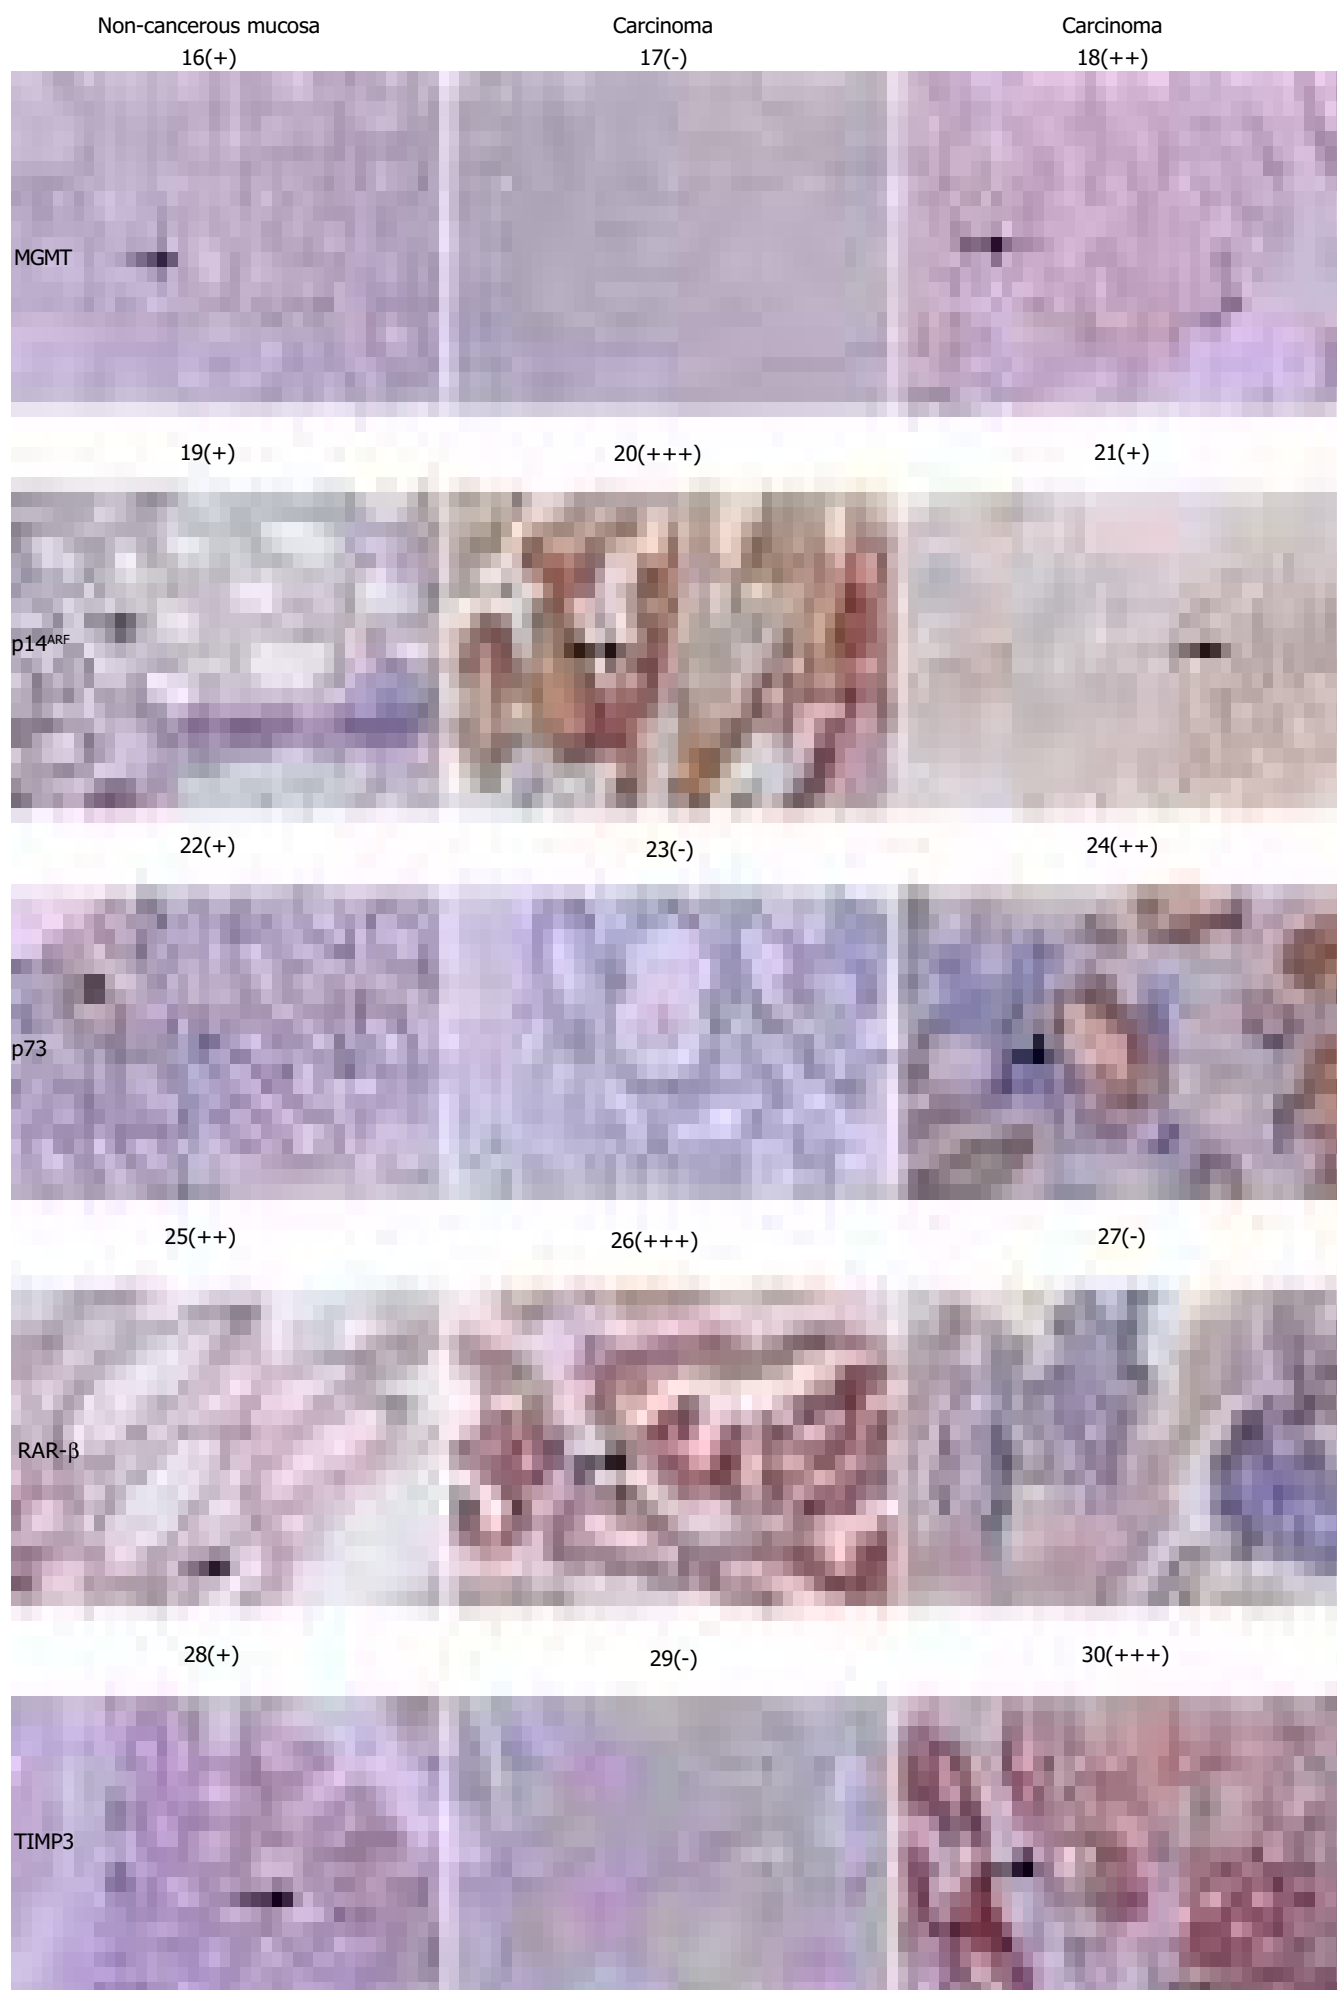 Non-cancerous mucosa Carcinoma Carcinoma
16(+) 17(-) 18(++)
MGMT
19(+) 20(+++) 21(+)
p14ARF
22(+) 23(-) 24(++)
p73
25(++) 26(+++) 27(-)
RAR-β
28(+) 29(-) 30(+++)
TIMP3